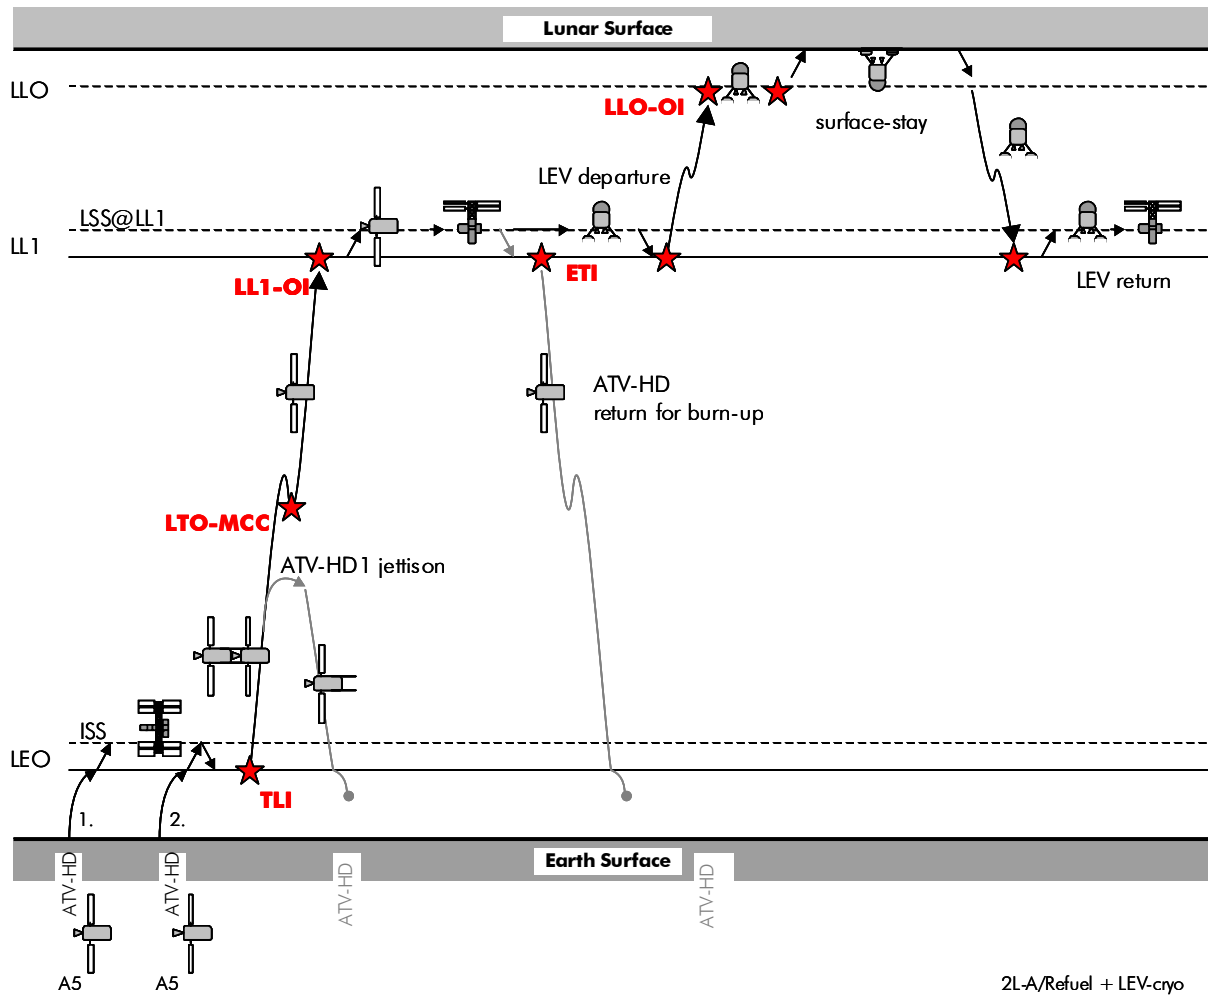 Lunar Surface
LLO
LLO-OI
surface-stay
LEV departure
LSS@LL1
LL1
LL1-OI
ETI
LEV return
ATV-HD
return for burn-up
LTO-MCC
ATV-HD1 jettison
ISS
LEO
TLI
1.
2.
Earth Surface
ATV-HD
ATV-HD
ATV-HD
ATV-HD
A5
A5
2L-A/Refuel + LEV-cryo